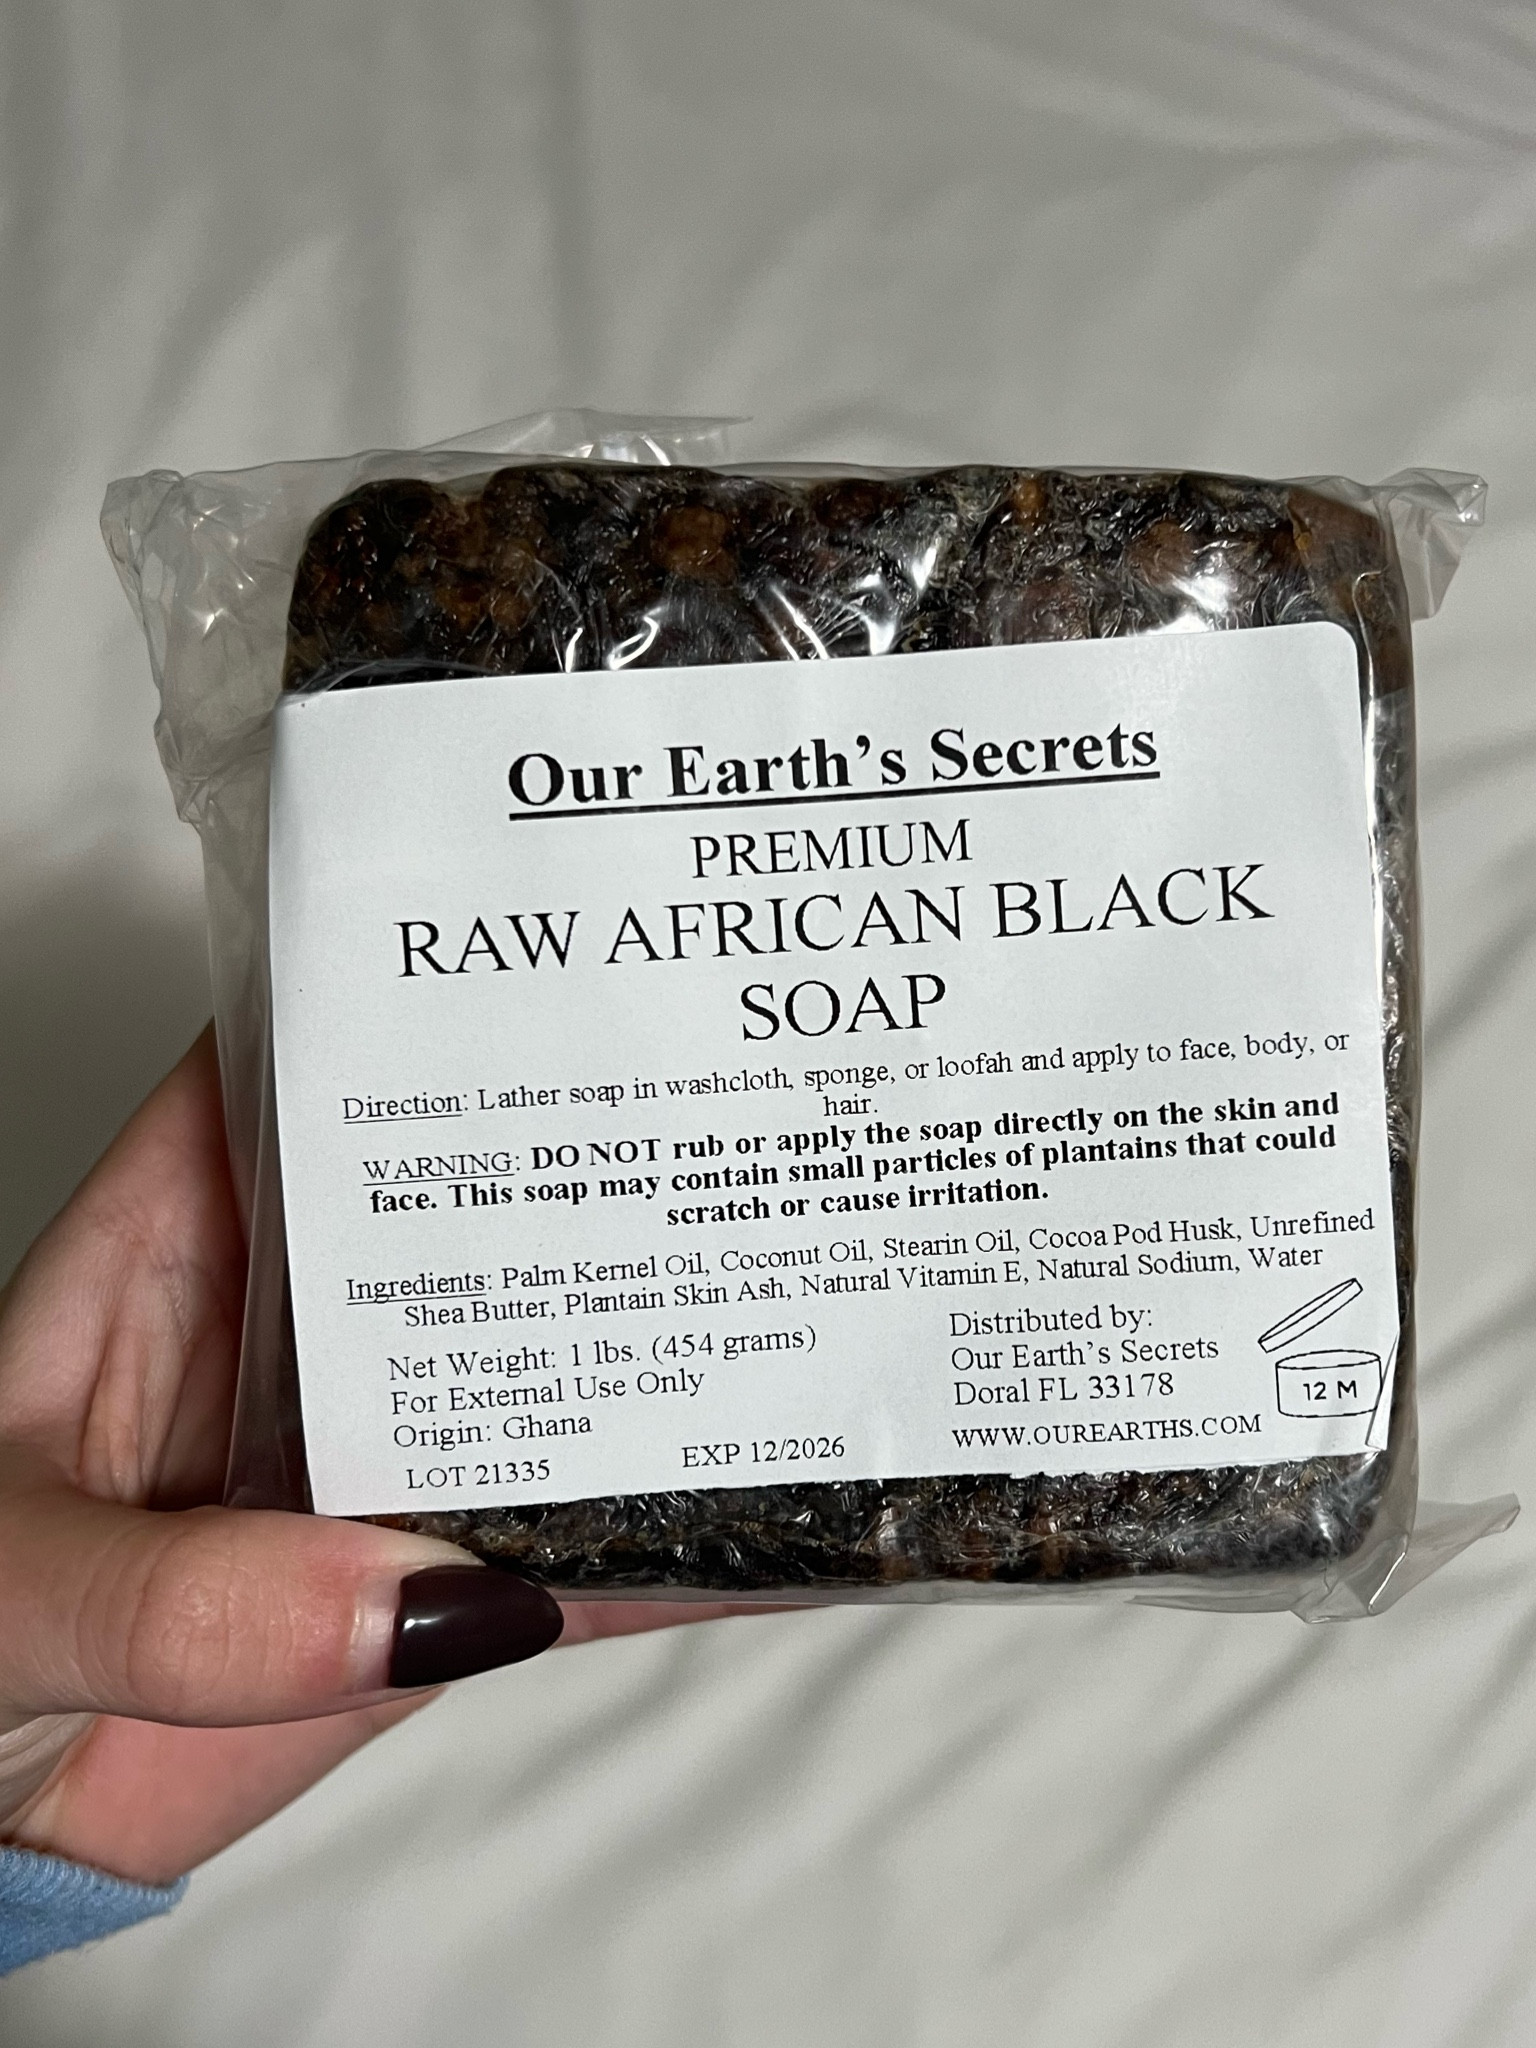 Our Earth's Secrets
PREMIUM
RAW AFRICAN BLACK
SOAP
Direction: Lather soap in washcloth, sponge, or loofah and apply to face, body, or
hair.
WARNING: DO NOT rub or apply the soap directly on the skin and
face. This soap may contain small particles of plantains that could
scratch or cause irritation.
Ingredients: Palm Kernel Oil, Coconut Oil, Stearin Oil, Cocoa Pod Husk, Unrefined
Shea Butter, Plantain Skin Ash, Natural Vitamin E, Natural Sodium, Water
Net Weight: 1 lbs. (454 grams)
For External Use Only
Origin: Ghana
LOT 21335
EXP 12/2026
Distributed by:
Our Earth's Secrets
Doral FL 33178
WWW.OUREARTHS.COM
12 M